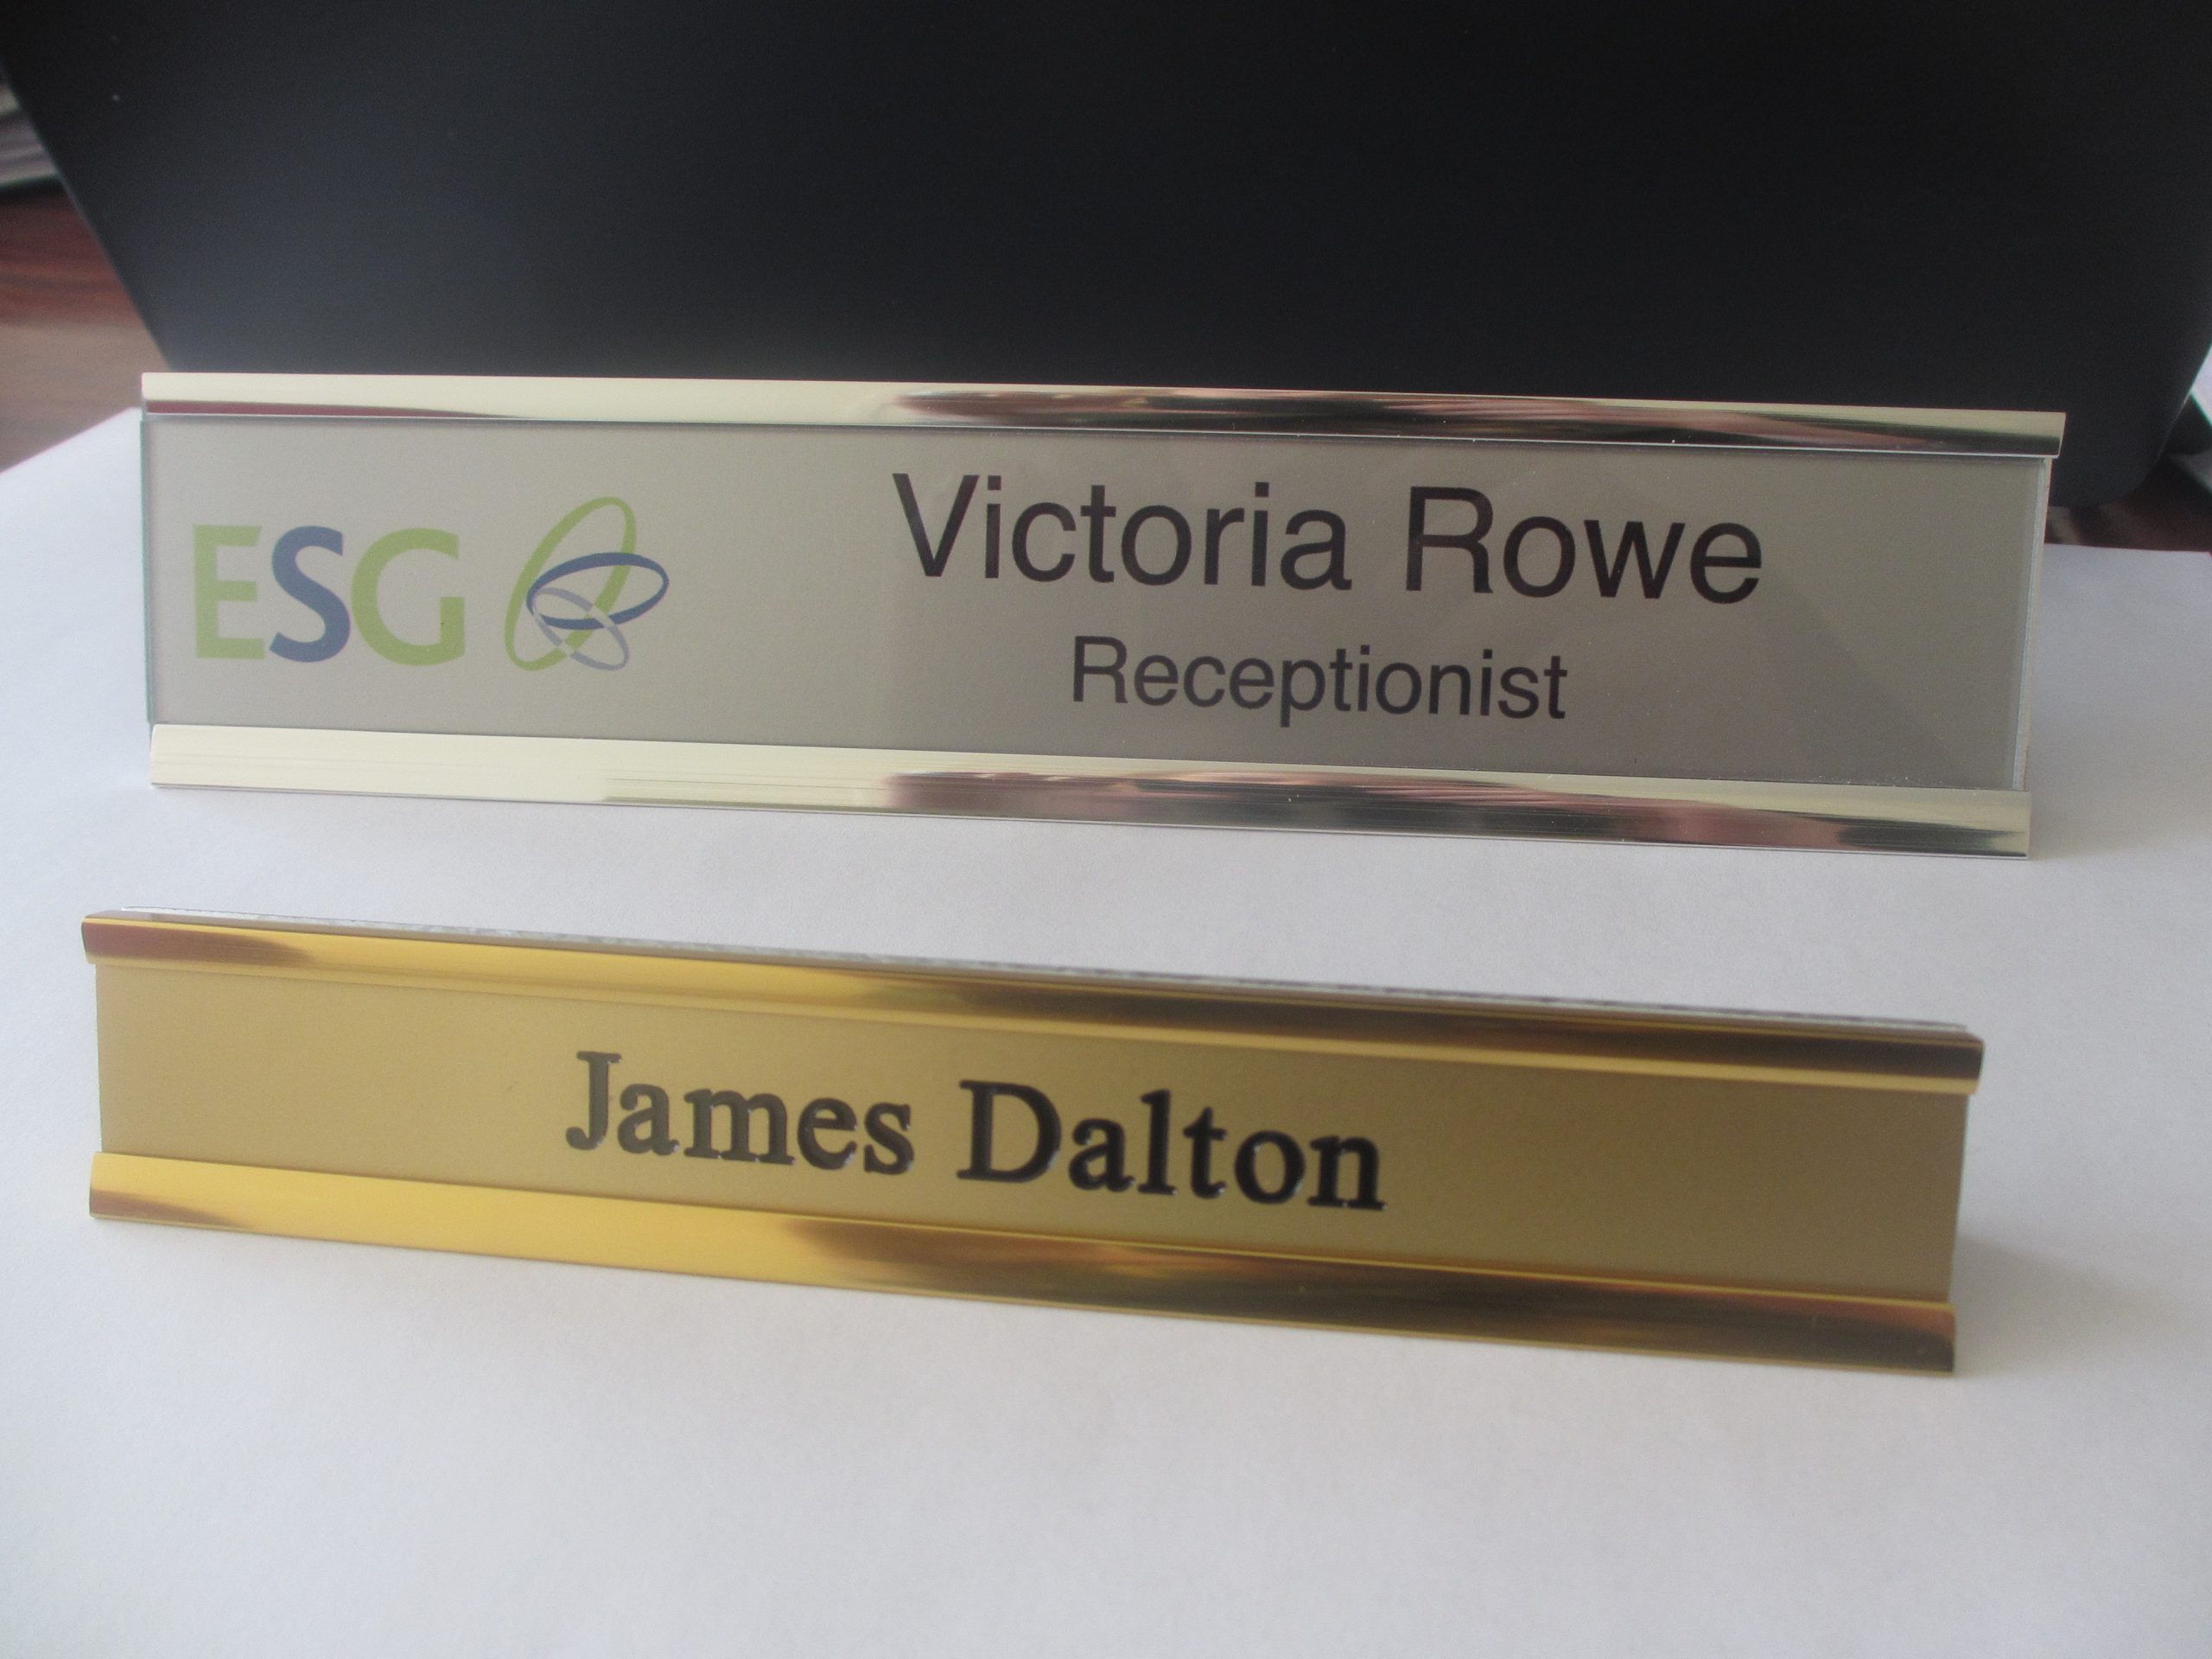 ESG
Victoria Rowe
Receptionist
James Dalton